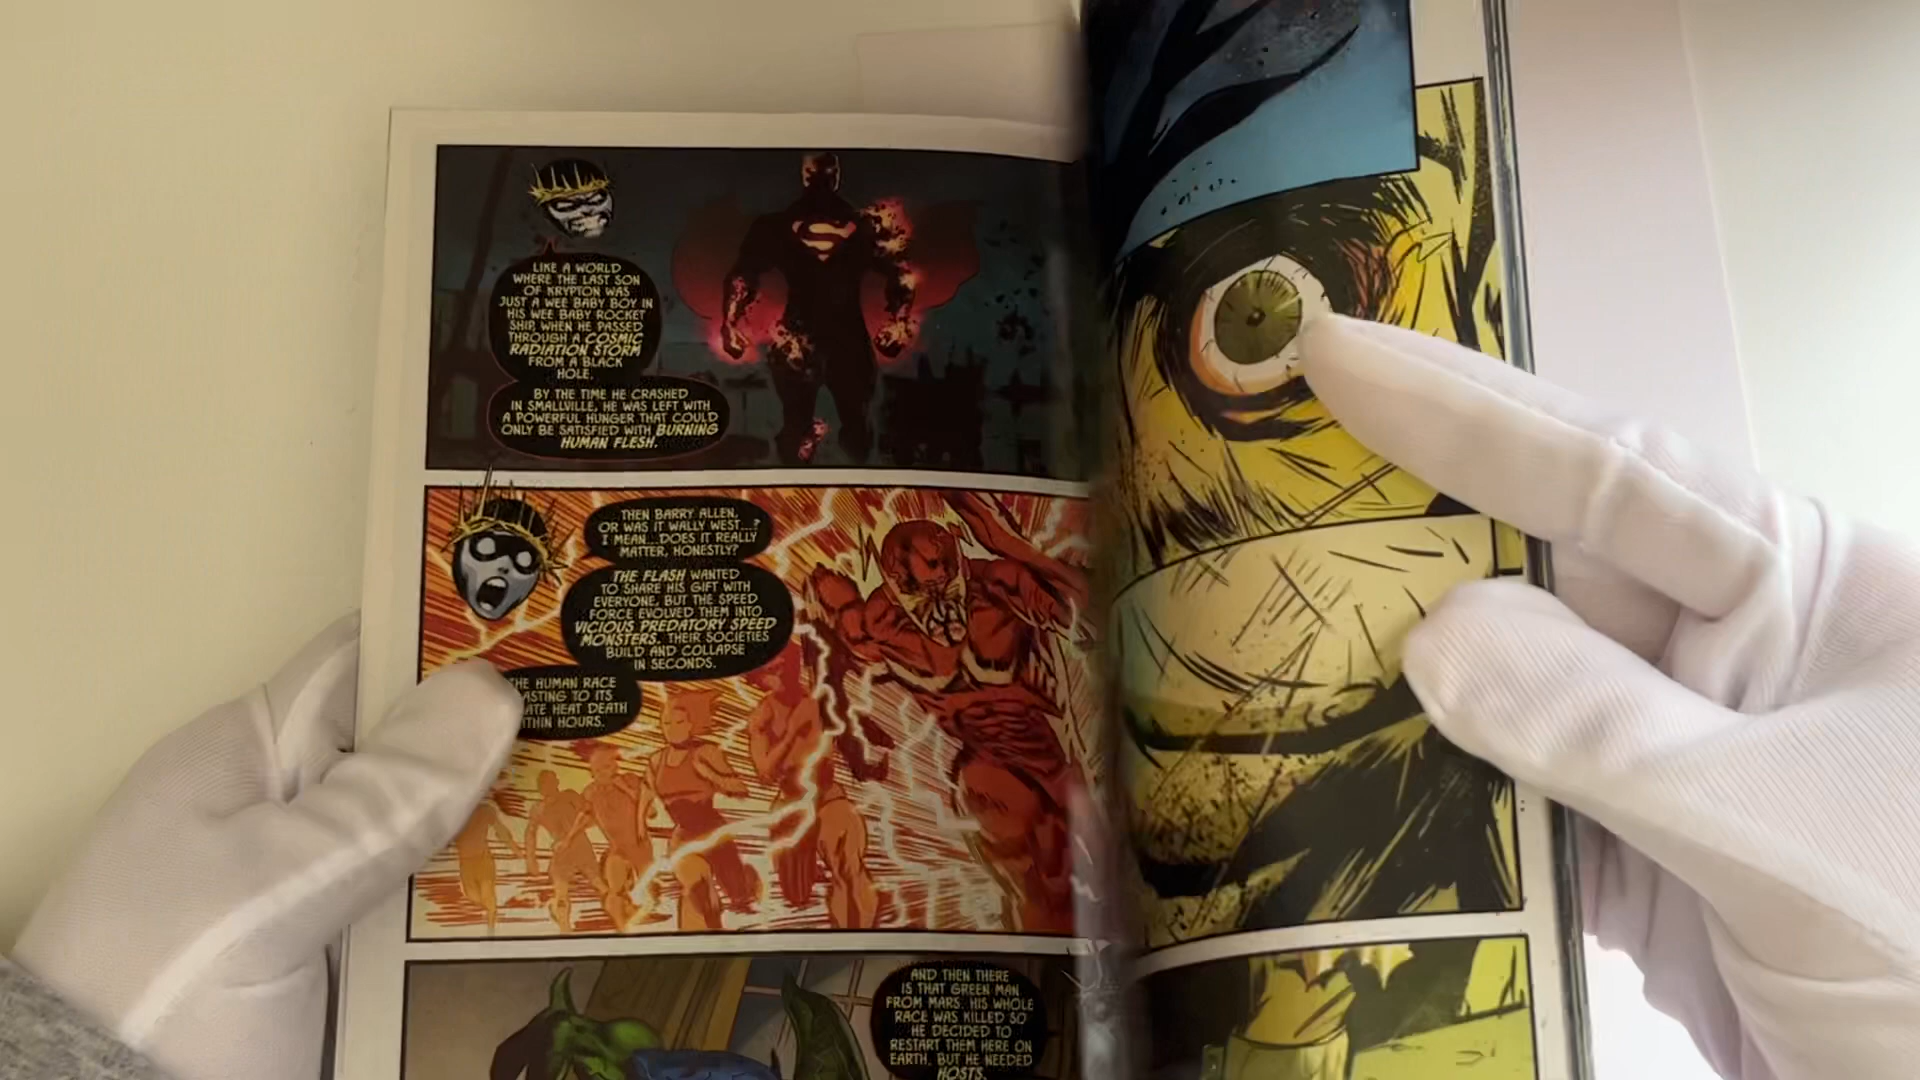 LIKE A WORLD
WHERE THE LAST SON
OF KRYPTON WAS
JUST A WEE BABY BOY IN
HIS WEE BABY ROCKET
SHIP, WHEN HE PASSED
THROUGH A COSMIC
RADIATION STORM
FROM A BLACK
HOLE.
BY THE TIME HE CRASHED
IN SMALLVILLE, HE WAS LEFT WITH
A POWERFUL HUNGER THAT COULD
ONLY BE SATISFIED WITH BURNING
HUMAN FLESH.
THEN BARRY ALLEN,
OR WAS IT WALLY WEST...?
I MEAN...DOES IT REALLY
MATTER, HONESTLY?
THE FLASH WANTED
TO SHARE HIS GIFT WITH
EVERYONE, BUT THE SPEED
FORCE EVOLVED THEM INTO
VICIOUS PREDATORY SPEED
MONSTERS. THEIR SOCIETIES
BUILD AND COLLAPSE
IN SECONDS.
HUMAN RACE
TO ITS
HEAT DEATH
HOURS.
AND THEN THERE
IS THAT GREEN MAN
FROM MARS. HIS WHOLE
RACE WAS KILLED SO
HE DECIDED TO
RESTART THEM HERE ON
EARTH. BUT HE NEEDED
HOSTS.